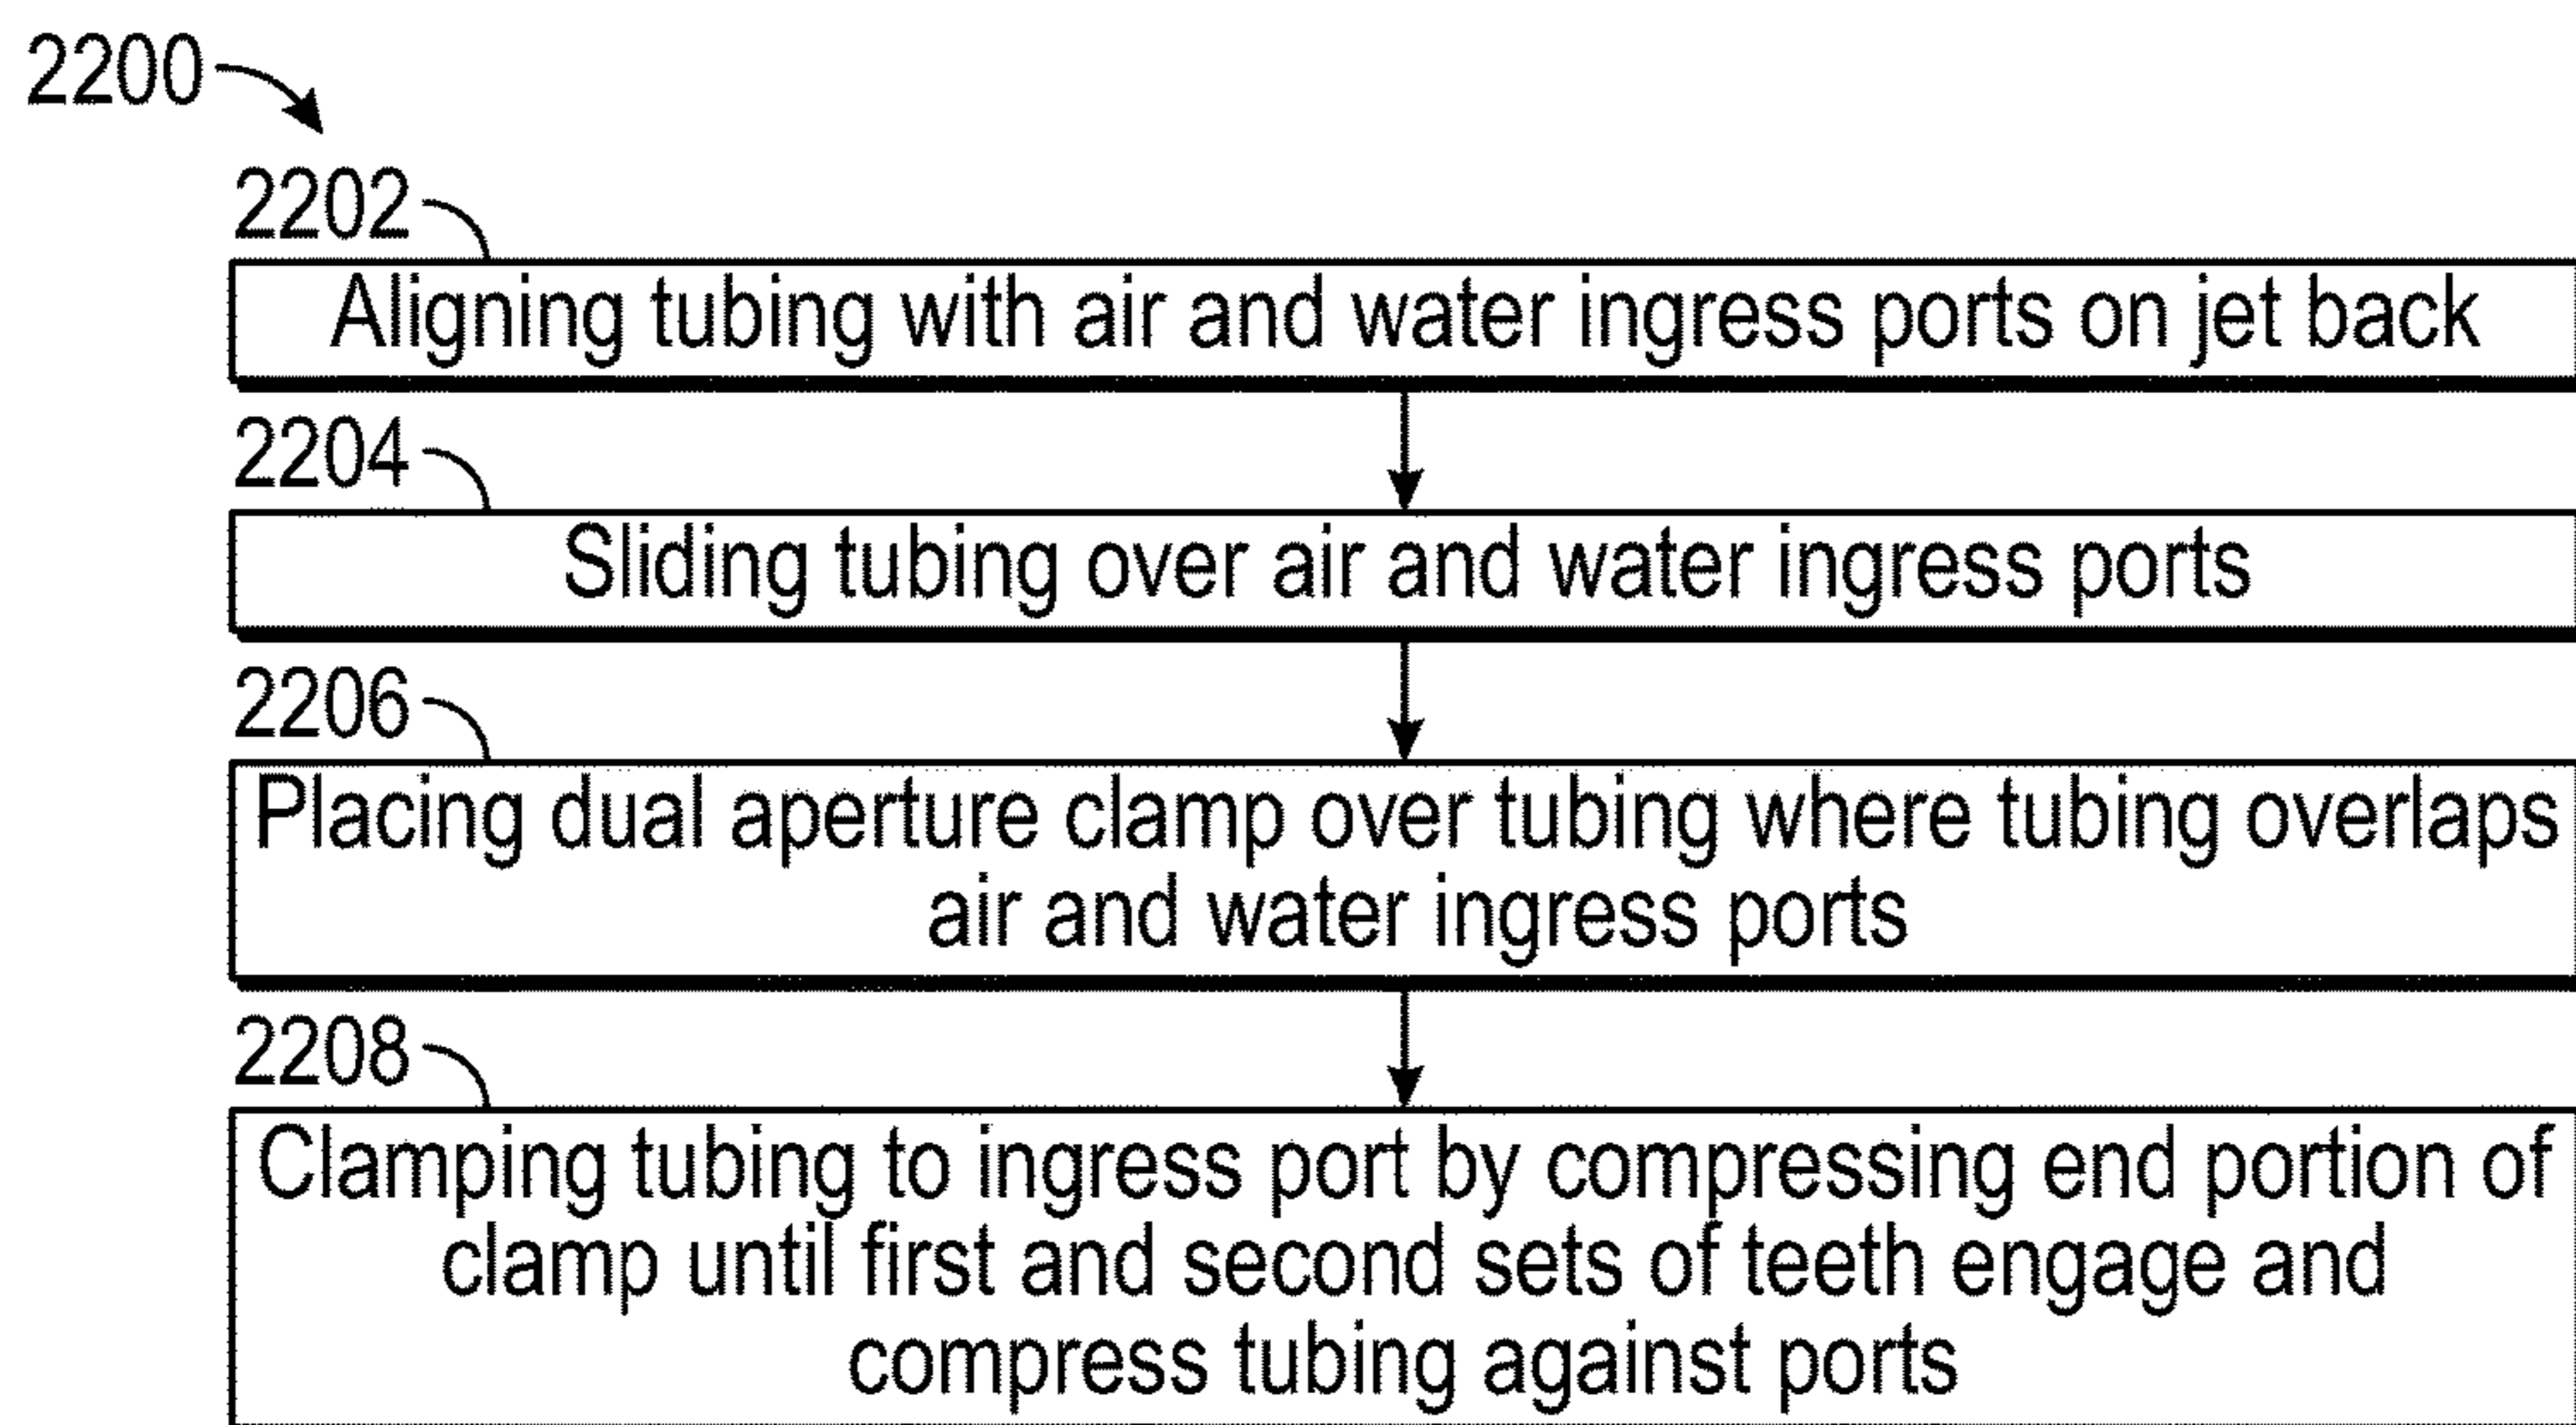 2200
2202
Aligning tubing with air and water ingress ports on jet back
2204
Sliding tubing over air and water ingress ports
2206
Placing dual aperture clamp over tubing where tubing overlaps
air and water ingress ports
2208
Clamping tubing to ingress port by compressing end portion of
clamp until first and second sets of teeth engage and
compress tubing against ports